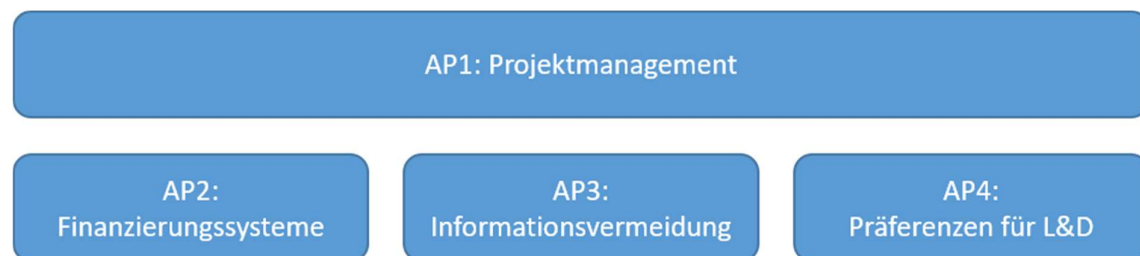 AP1: Projektmanagement
AP2:
Finanzierungssysteme
AP3:
Informationsvermeidung
AP4:
Präferenzen für L&D